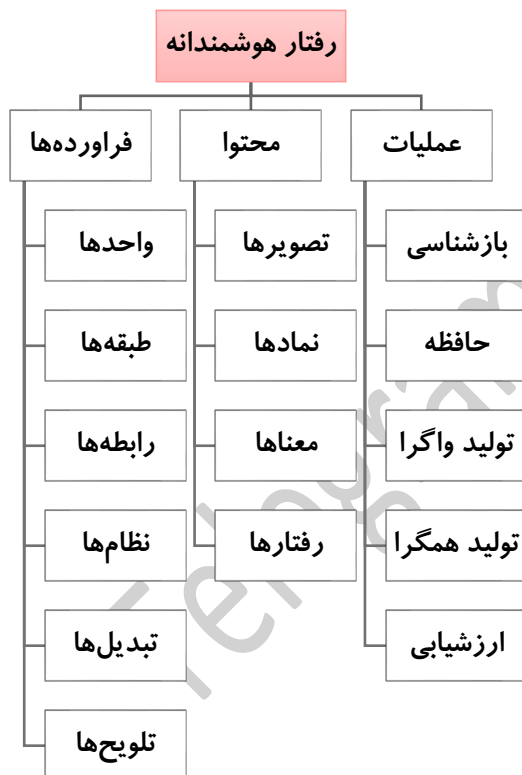 رفتار هوشمندانه
عملیات
محتوا
فراورده‌ها
بازشناسی
حافظه
تولید واگرا
تولید همگرا
ارزشیابی
تصویرها
نمادها
معناها
رفتارها
واحدها
طبقه‌ها
رابطه‌ها
نظام‌ها
تبدیل‌ها
تلویح‌ها
Telegram